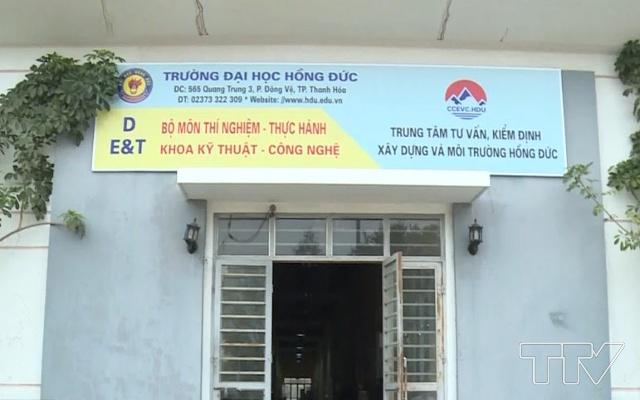 TRƯỜNG ĐẠI HỌC HỒNG ĐỨC
DC: 565 Quang Trung 3, P. Đông Vệ, TP. Thanh Hóa
DT: 02373 322 309 * Website: //www.hdu.edu.vn
D
E&T
BỘ MÔN THÍ NGHIỆM - THỰC HÀNH
KHOA KỸ THUẬT - CÔNG NGHỆ
CCEVC.HDU
TRUNG TÂM TƯ VẤN, KIỂM ĐỊNH
XÂY DỰNG VÀ MÔI TRƯỜNG HỒNG ĐỨC
TTV